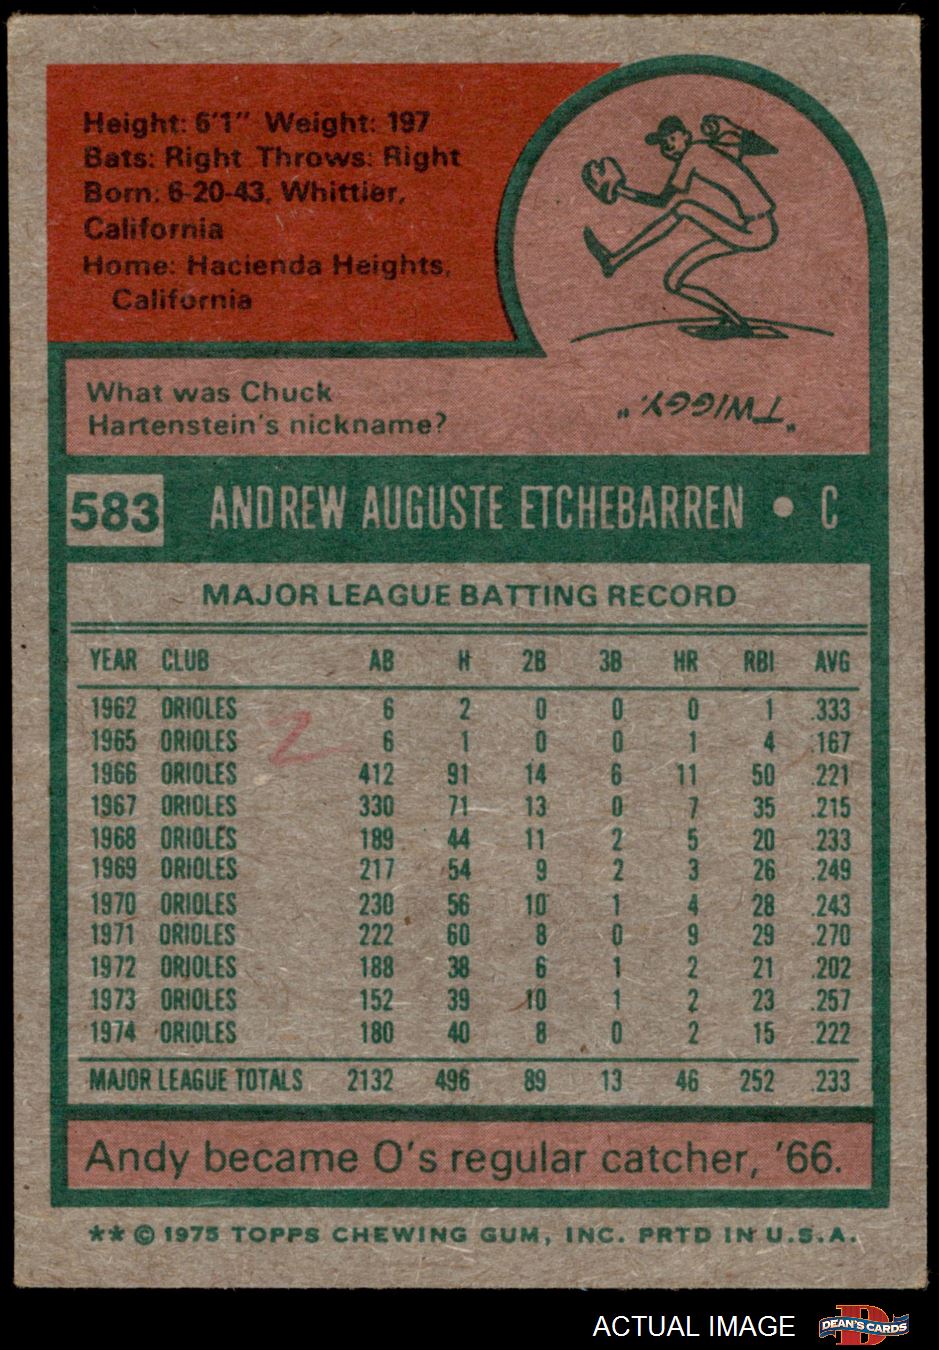 Height: 6'1" Weight: 197
Bats: Right Throws: Right
Born: 6-20-43, Whittier,
California
Home: Hacienda Heights,
California
What was Chuck
Hartenstein's nickname?
"TWIGGY."
583 ANDREW AUGUSTE ETCHEBARREN • C
MAJOR LEAGUE BATTING RECORD
YEAR CLUB AB H 2B 3B HR RBI AVG
1962 ORIOLES 6 2 0 0 0 1 .333
1965 ORIOLES 6 1 0 0 1 4 .167
1966 ORIOLES 412 91 14 6 11 50 .221
1967 ORIOLES 330 71 13 0 7 35 .215
1968 ORIOLES 189 44 11 2 5 20 .233
1969 ORIOLES 217 54 9 2 3 26 .249
1970 ORIOLES 230 56 10 1 4 28 .243
1971 ORIOLES 222 60 8 0 9 29 .270
1972 ORIOLES 188 38 6 1 2 21 .202
1973 ORIOLES 152 39 10 1 2 23 .257
1974 ORIOLES 180 40 8 0 2 15 .222
MAJOR LEAGUE TOTALS 2132 496 89 13 46 252 .233
Andy became O's regular catcher, '66.
** © 1975 TOPPS CHEWING GUM, INC. PRTD IN U.S.A.
ACTUAL IMAGE DEAN'S CARDS